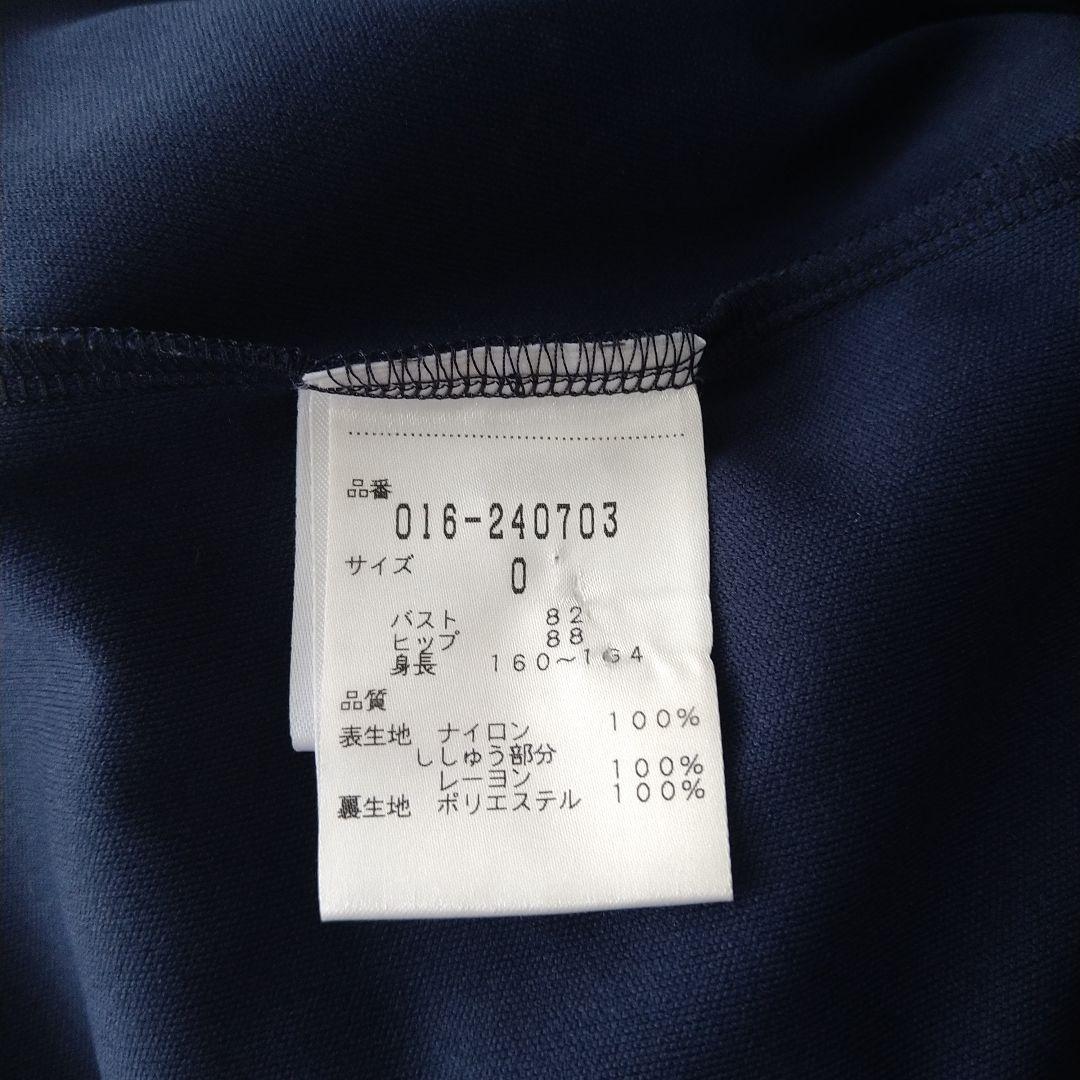 品番
016-240703
サイズ 0
バスト 82
ヒップ 88
身長 160～164
品質
表生地 ナイロン 100%
ししゅう部分
レーヨン 100%
裏生地 ポリエステル 100%